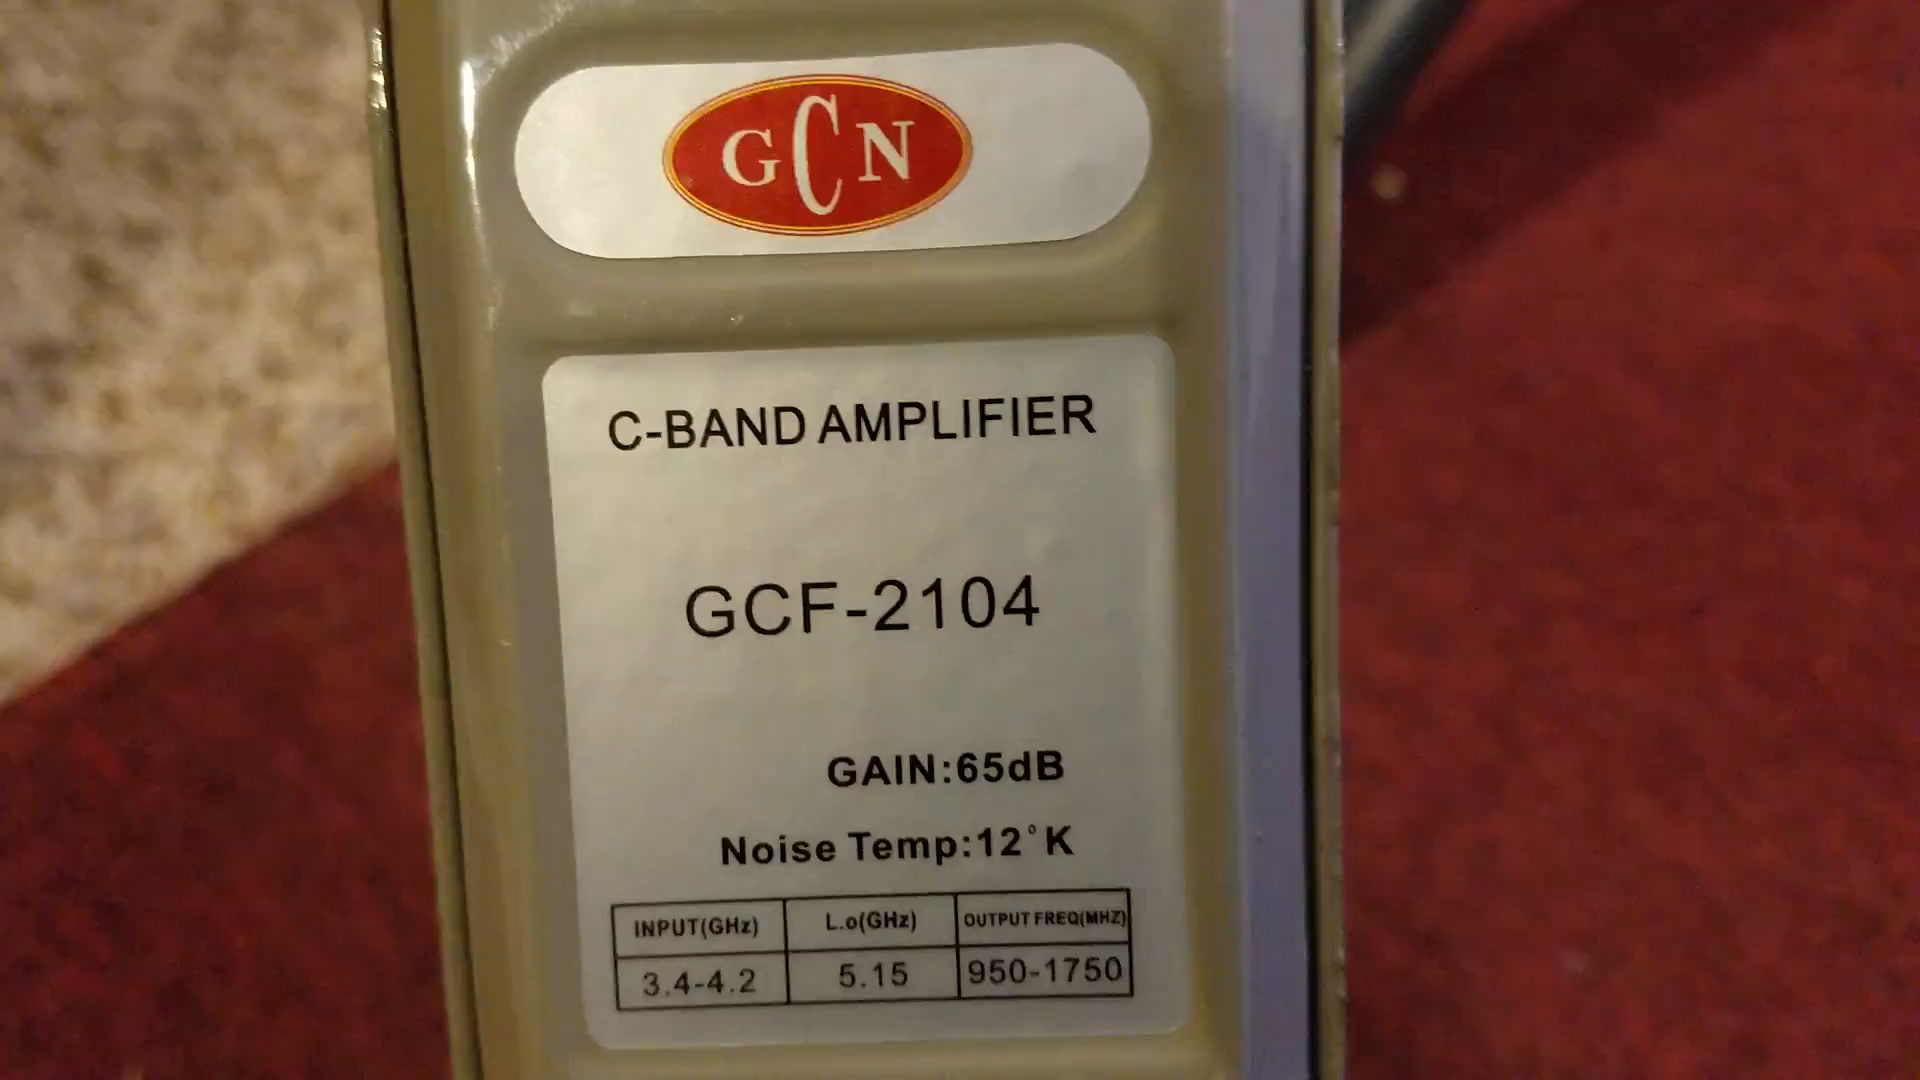 GCN
C-BAND AMPLIFIER
GCF-2104
GAIN:65dB
Noise Temp:12°K
INPUT(GHz) L.o(GHz) OUTPUT FREQ(MHZ)
3.4-4.2 5.15 950-1750